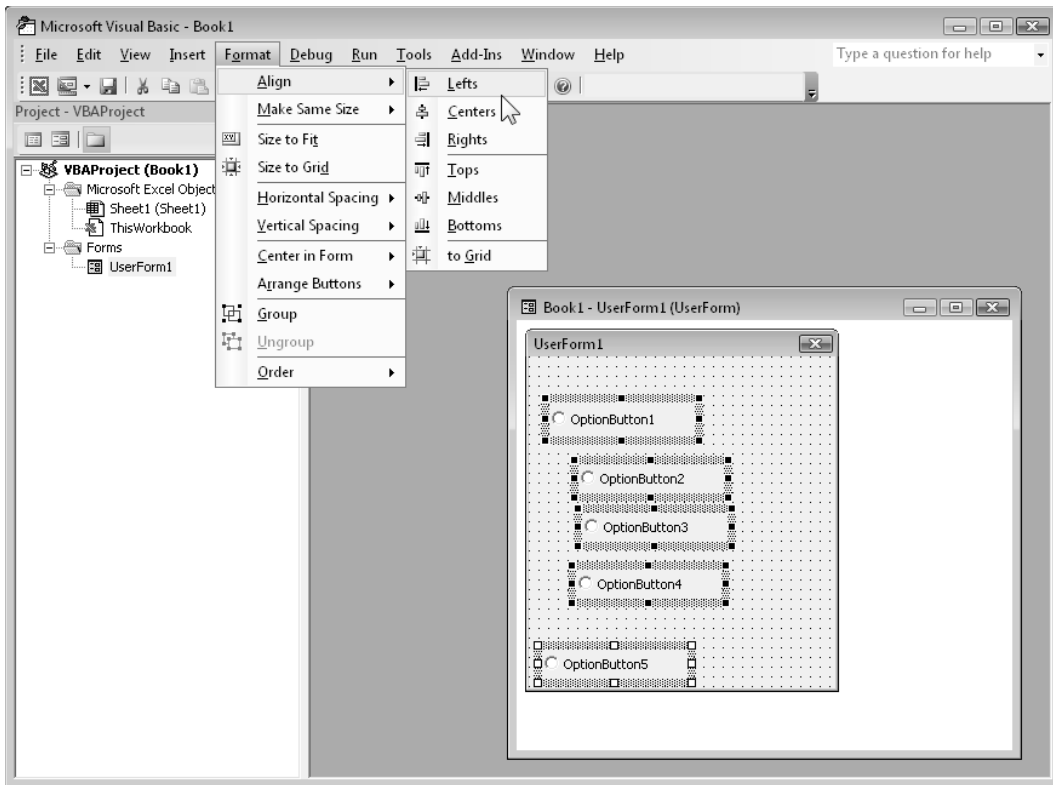 Microsoft Visual Basic - Book1
File Edit View Insert Format Debug Run Tools Add-Ins Window Help Type a question for help
Project - VBAProject
VBAProject (Book1)
Microsoft Excel Object
Sheet1 (Sheet1)
ThisWorkbook
Forms
UserForm1
Align
Make Same Size
Size to Fit
Size to Grid
Horizontal Spacing
Vertical Spacing
Center in Form
Arrange Buttons
Group
Ungroup
Order
Lefts
Centers
Rights
Tops
Middles
Bottoms
to Grid
Book1 - UserForm1 (UserForm)
UserForm1
OptionButton1
OptionButton2
OptionButton3
OptionButton4
OptionButton5